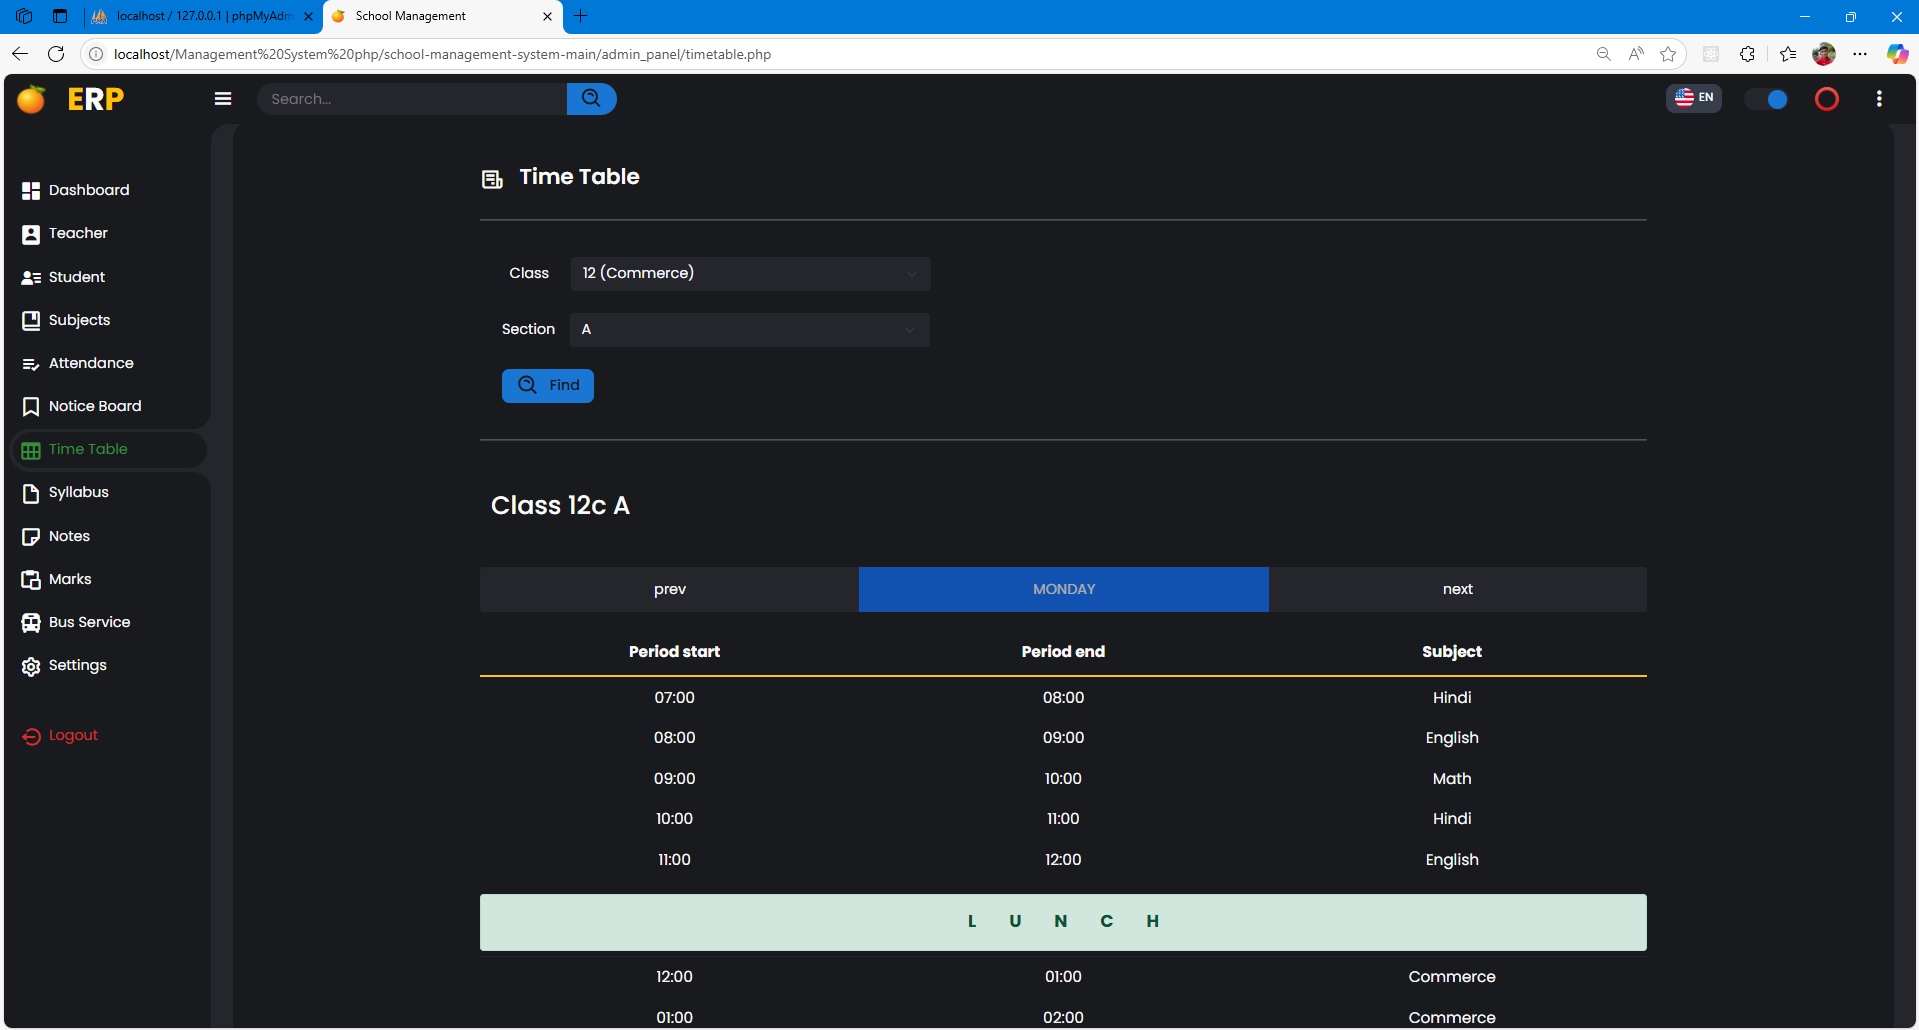 localhost / 127.0.0.1 | phpMyAdm
School Management
localhost/Management%20System%20php/school-management-system-main/admin_panel/timetable.php
ERP
Search...
EN
Dashboard
Teacher
Student
Subjects
Attendance
Notice Board
Time Table
Syllabus
Notes
Marks
Bus Service
Settings
Logout
Time Table
Class 12 (Commerce)
Section A
Find
Class 12c A
prev MONDAY next
Period start Period end Subject
07:00 08:00 Hindi
08:00 09:00 English
09:00 10:00 Math
10:00 11:00 Hindi
11:00 12:00 English
L U N C H
12:00 01:00 Commerce
01:00 02:00 Commerce